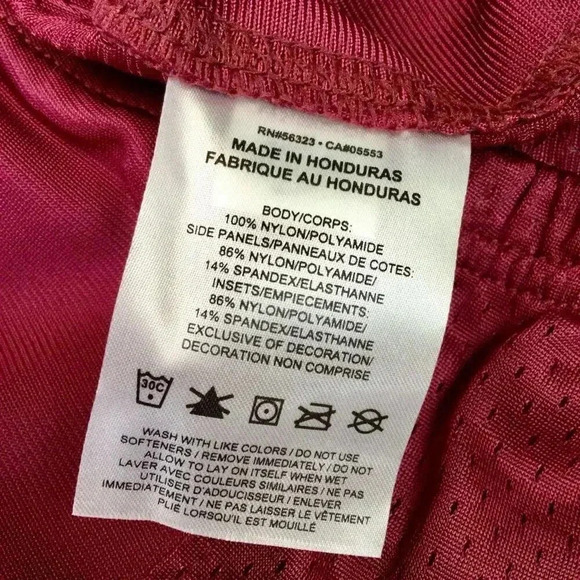 RN#56323 • CA#05553
MADE IN HONDURAS
FABRIQUE AU HONDURAS
BODY/CORPS:
100% NYLON/POLYAMIDE
SIDE PANELS/PANNEAUX DE COTES:
86% NYLON/POLYAMIDE/
14% SPANDEX/ELASTHANNE
INSETS/EMPIECEMENTS:
86% NYLON/POLYAMIDE/
14% SPANDEX/ELASTHANNE
EXCLUSIVE OF DECORATION/
DECORATION NON COMPRISE
30C
WASH WITH LIKE COLORS / DO NOT USE
SOFTENERS / REMOVE IMMEDIATELY / DO NOT
ALLOW TO LAY ON ITSELF WHEN WET
LAVER AVEC COULEURS SIMILAIRES / NE PAS
UTILISER D'ADOUCISSEUR / ENLEVER
IMMEDIATEMENT / NE PAS LAISSER LE VÊTEMENT
PLIÉ LORSQU'IL EST MOUILLÉ